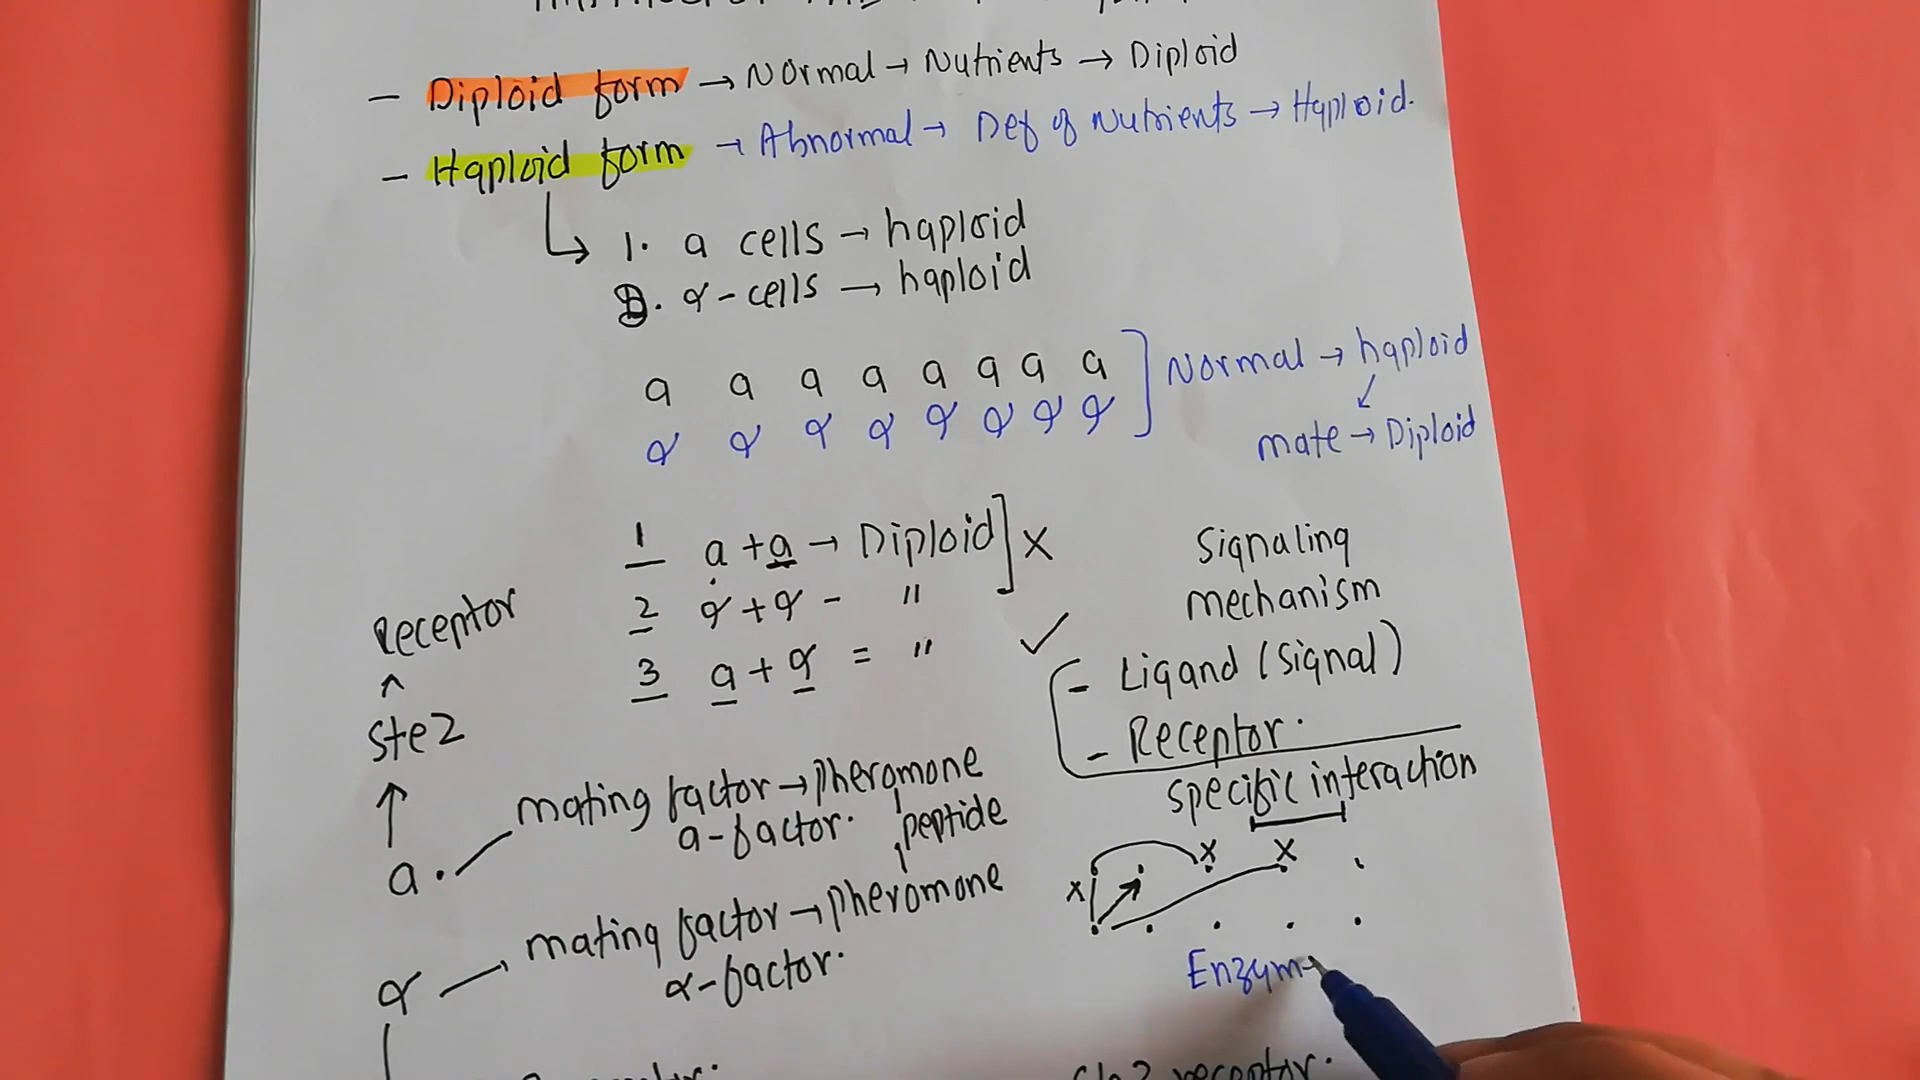 - Diploid form → Normal → Nutrients → Diploid
- Haploid form → Abnormal → Def of Nutrients → Haploid.
1. a cells → haploid
2. α-cells → haploid
a a a a a a a a
α α α α α α α α
] Normal → haploid
mate → Diploid
1 a + a → Diploid ] X
2 α + α - "
3 a + α = " ✓
Signaling
mechanism
- Ligand (signal)
- Receptor.
specific interaction
X X X
Enzym
Receptor
^
Ste2
↑
a. mating factor → pheromone
a-factor. peptide
α → mating factor → pheromone
α-factor.
receptor.